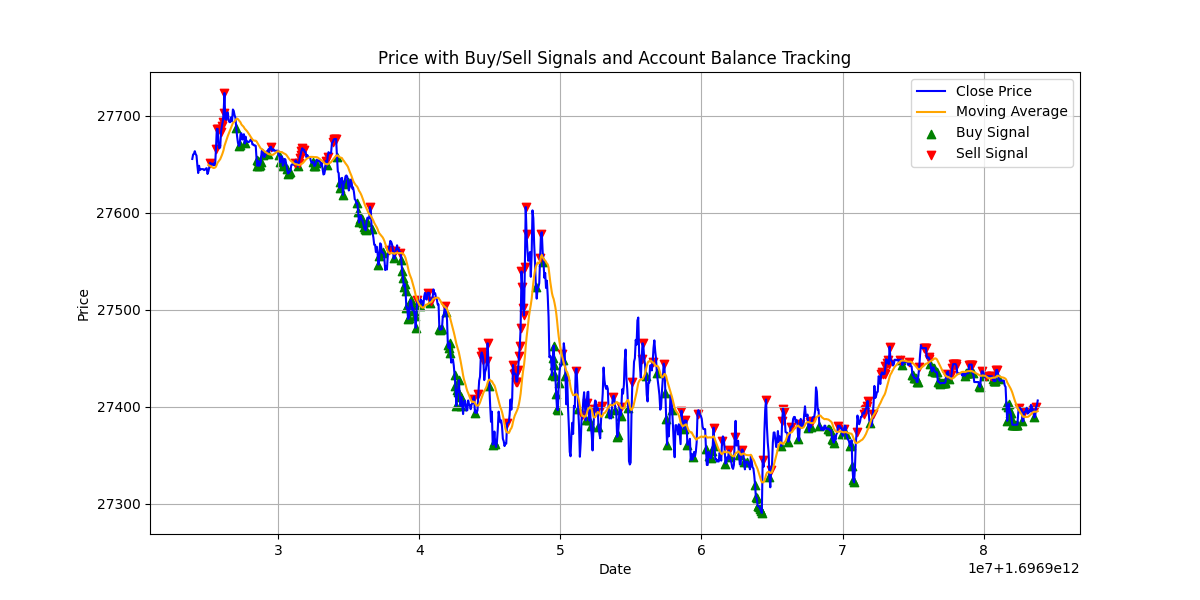 Price with Buy/Sell Signals and Account Balance Tracking
Close Price
Moving Average
Buy Signal
Sell Signal
27700
27600
27500
27400
27300
Price
3 4 5 6 7 8
Date
1e7+1.6969e12